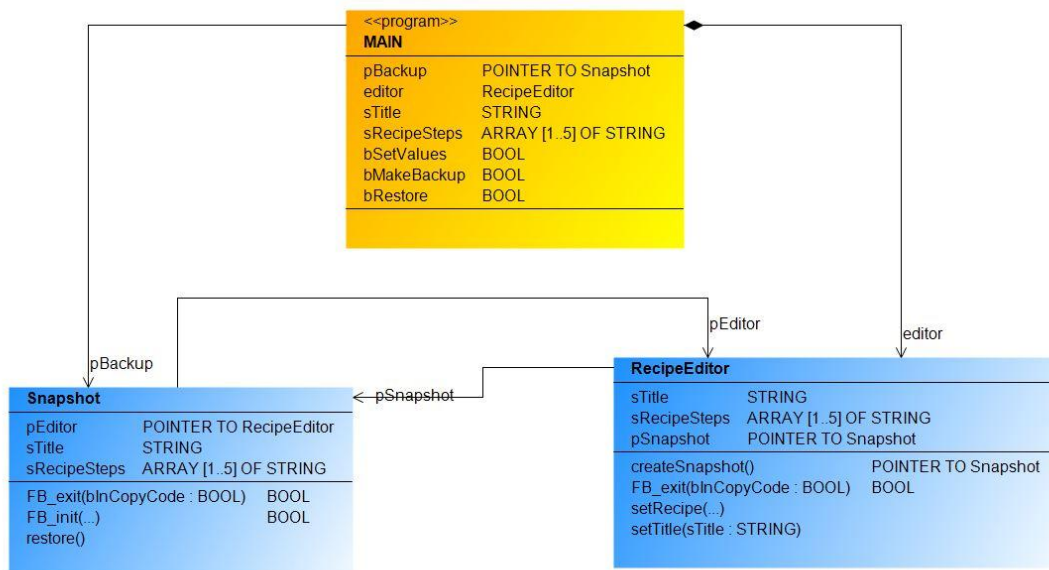 <<program>>
MAIN
pBackup POINTER TO Snapshot
editor RecipeEditor
sTitle STRING
sRecipeSteps ARRAY [1..5] OF STRING
bSetValues BOOL
bMakeBackup BOOL
bRestore BOOL
pBackup
pEditor
editor
pSnapshot
Snapshot
pEditor POINTER TO RecipeEditor
sTitle STRING
sRecipeSteps ARRAY [1..5] OF STRING
FB_exit(bInCopyCode : BOOL) BOOL
FB_init(...) BOOL
restore()
RecipeEditor
sTitle STRING
sRecipeSteps ARRAY [1..5] OF STRING
pSnapshot POINTER TO Snapshot
createSnapshot() POINTER TO Snapshot
FB_exit(bInCopyCode : BOOL) BOOL
setRecipe(...)
setTitle(sTitle : STRING)